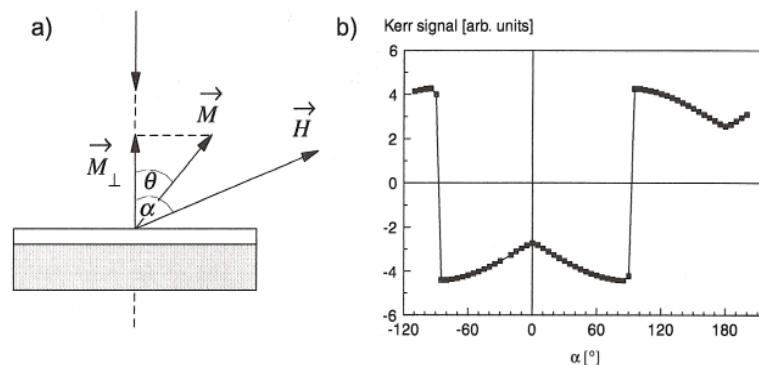 a)
M⊥
θ
α
M
H
b)
Kerr signal [arb. units]
6
4
2
0
-2
-4
-6
-120
-60
0
60
120
180
α [°]